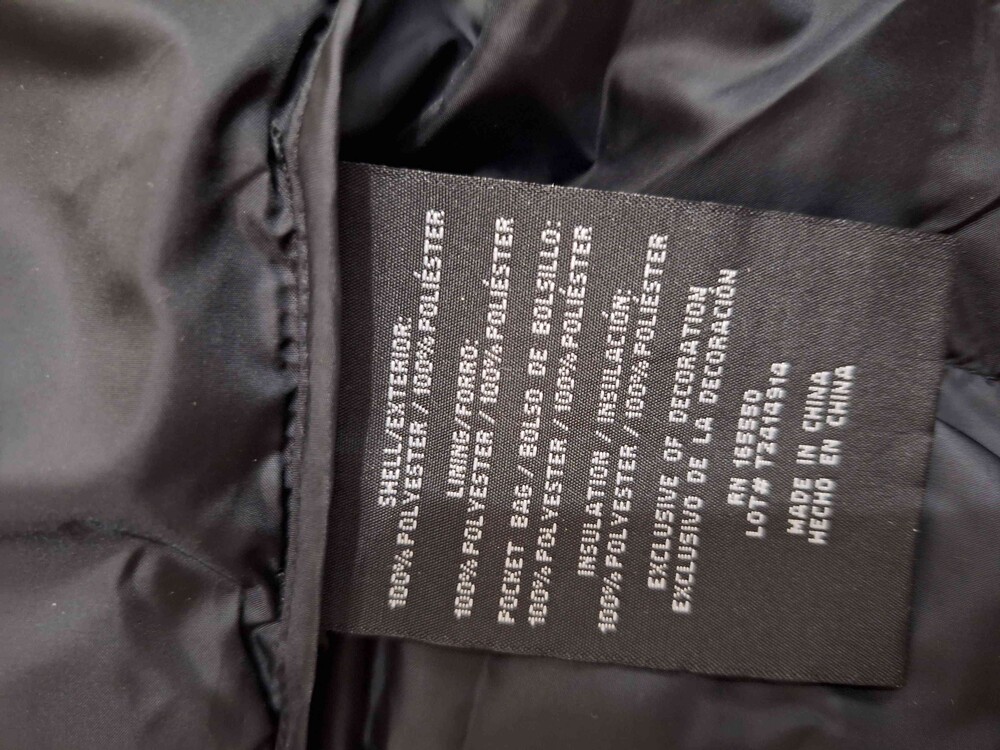 SHELL/EXTERIOR:
100% POLYESTER / 100% POLIÉSTER
LINING/FORRO:
100% POLYESTER / 100% POLIÉSTER
POCKET BAG / BOLSO DE BOLSILLO:
100% POLYESTER / 100% POLIÉSTER
INSULATION / INSULACIÓN:
100% POLYESTER / 100% POLIÉSTER
EXCLUSIVE OF DECORATION
EXCLUSIVO DE LA DECORACIÓN
RN 165550
LOT# T2414914
MADE IN CHINA
HECHO EN CHINA